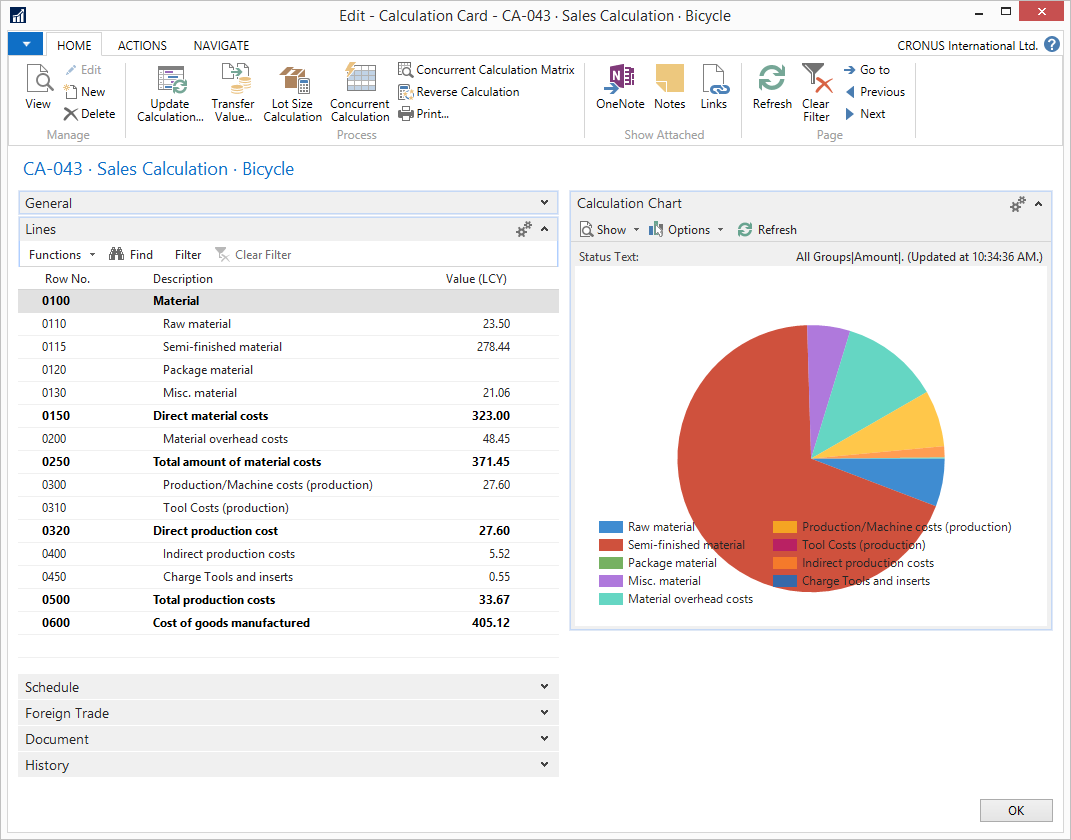 Edit - Calculation Card - CA-043 · Sales Calculation · Bicycle
HOME ACTIONS NAVIGATE CRONUS International Ltd. ?
View
Edit
New
Delete
Manage
Update Calculation...
Transfer Value...
Lot Size Calculation
Concurrent Calculation
Concurrent Calculation Matrix
Reverse Calculation
Print...
Process
OneNote
Notes
Links
Show Attached
Refresh
Clear Filter
Go to
Previous
Next
Page
CA-043 · Sales Calculation · Bicycle
General
Lines
Functions Find Filter Clear Filter
Row No. Description Value (LCY)
0100 Material
0110 Raw material 23.50
0115 Semi-finished material 278.44
0120 Package material
0130 Misc. material 21.06
0150 Direct material costs 323.00
0200 Material overhead costs 48.45
0250 Total amount of material costs 371.45
0300 Production/Machine costs (production) 27.60
0310 Tool Costs (production)
0320 Direct production cost 27.60
0400 Indirect production costs 5.52
0450 Charge Tools and inserts 0.55
0500 Total production costs 33.67
0600 Cost of goods manufactured 405.12
Schedule
Foreign Trade
Document
History
Calculation Chart
Show Options Refresh
Status Text: All Groups|Amount|. (Updated at 10:34:36 AM.)
Raw material Production/Machine costs (production)
Semi-finished material Tool Costs (production)
Package material Indirect production costs
Misc. material Charge Tools and inserts
Material overhead costs
OK